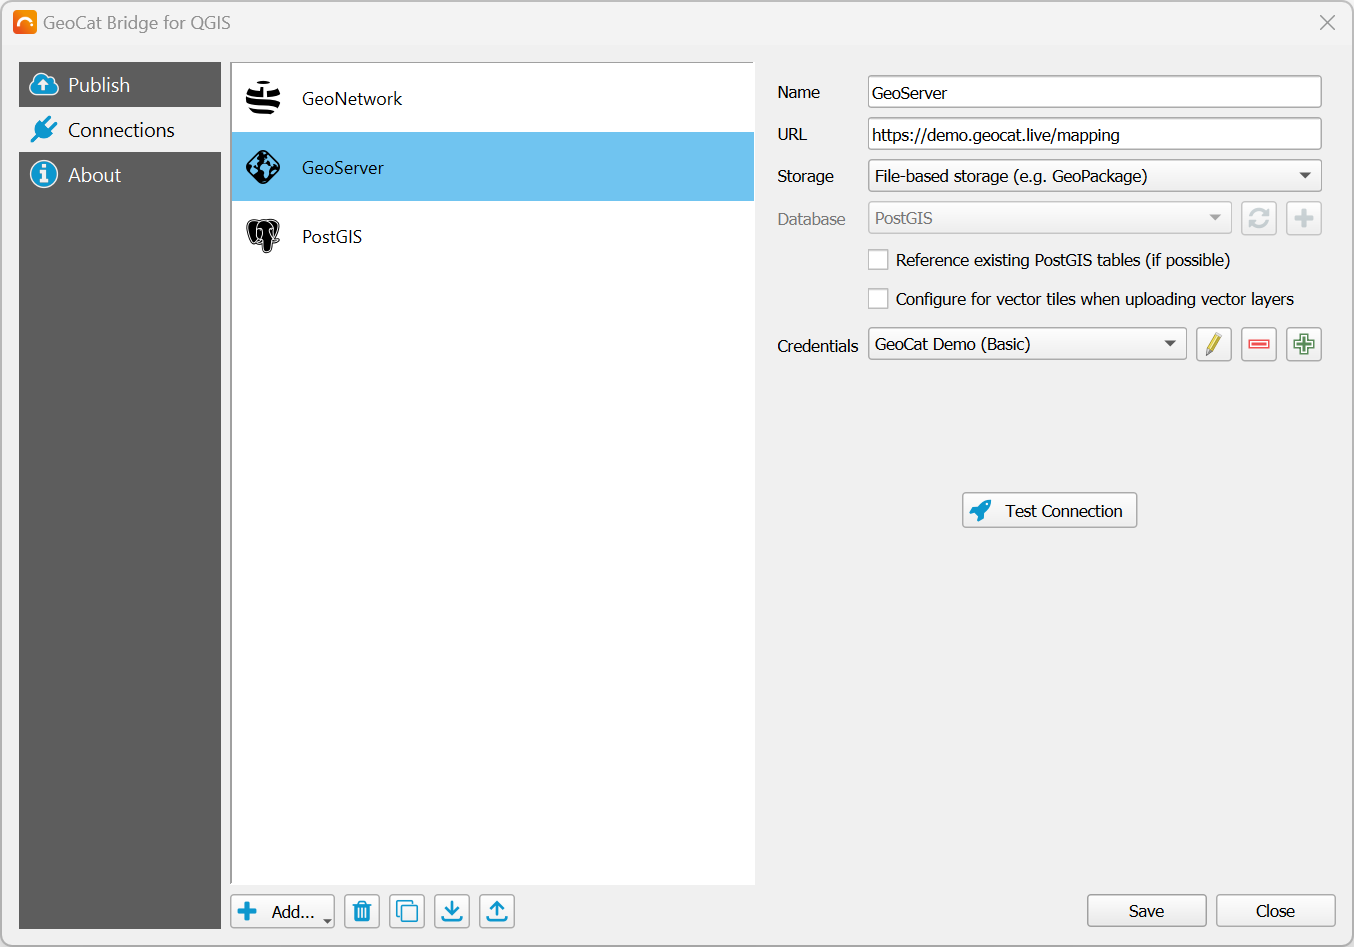 GeoCat Bridge for QGIS
Publish
Connections
About
GeoNetwork
GeoServer
PostGIS
Name
GeoServer
URL
https://demo.geocat.live/mapping
Storage
File-based storage (e.g. GeoPackage)
Database
PostGIS
Reference existing PostGIS tables (if possible)
Configure for vector tiles when uploading vector layers
Credentials
GeoCat Demo (Basic)
Test Connection
Add...
Save
Close